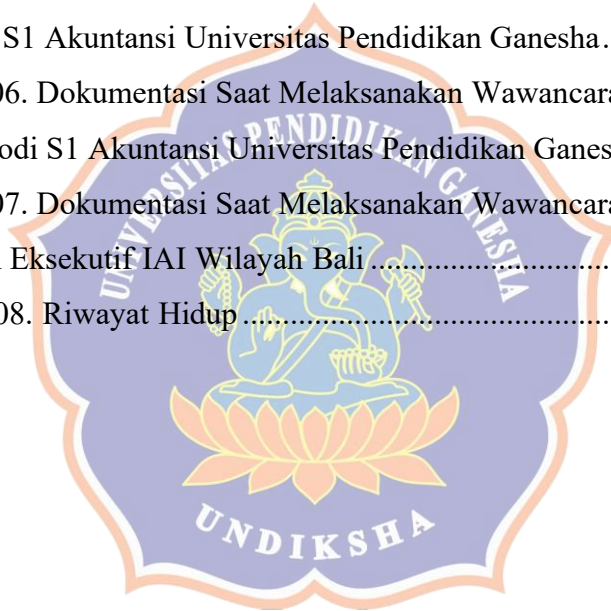 S1 Akuntansi Universitas Pendidikan Ganesha.
06. Dokumentasi Saat Melaksanakan Wawancara
odi S1 Akuntansi Universitas Pendidikan Ganes
07. Dokumentasi Saat Melaksanakan Wawancara
Eksekutif IAI Wilayah Bali ..............................
08. Riwayat Hidup ..............................................
UNIVERSITAS PENDIDIKAN GANESHA
UNDIKSHA